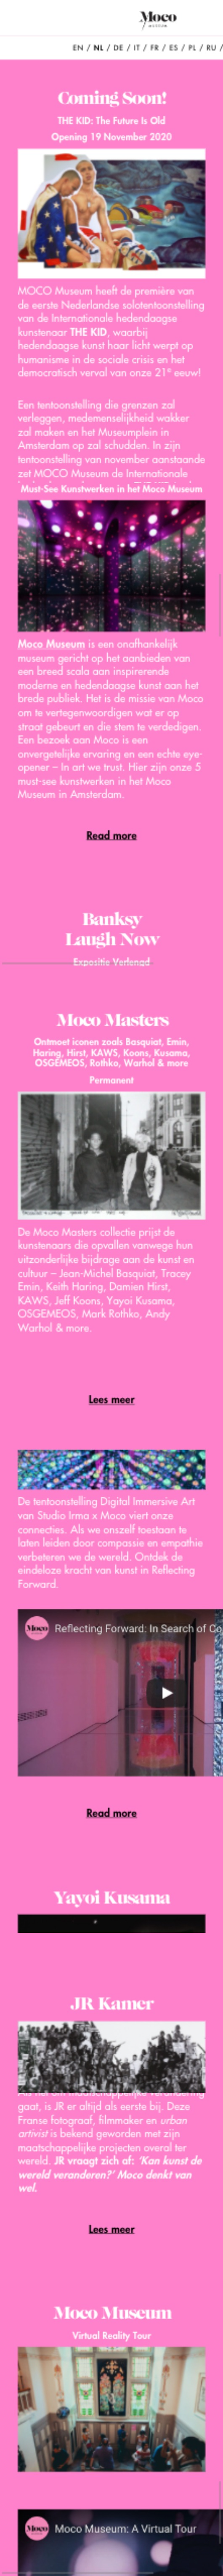 Moco
MUSEUM
EN / NL / DE / IT / FR / ES / PL / RU /
Coming Soon!
THE KID: The Future Is Old
Opening 19 November 2020
MOCO Museum heeft de première van
de eerste Nederlandse solotentoonstelling
van de Internationale hedendaagse
kunstenaar THE KID, waarbij
hedendaagse kunst haar licht werpt op
humanisme in de sociale crisis en het
democratisch verval van onze 21e eeuw!
Een tentoonstelling die grenzen zal
verleggen, medemenselijkheid wakker
zal maken en het Museumplein in
Amsterdam op zal schudden. In zijn
tentoonstelling van november aanstaande
zet MOCO Museum de Internationale
Must-See Kunstwerken in het Moco Museum
Moco Museum is een onafhankelijk
museum gericht op het aanbieden van
een breed scala aan inspirerende
moderne en hedendaagse kunst aan het
brede publiek. Het is de missie van Moco
om te vertegenwoordigen wat er op
straat gebeurt en die stem te verdedigen.
Een bezoek aan Moco is een
onvergetelijke ervaring en een echte eye-
opener – In art we trust. Hier zijn onze 5
must-see kunstwerken in het Moco
Museum in Amsterdam.
Read more
Banksy
Laugh Now
Expositie Verlengd
Moco Masters
Ontmoet iconen zoals Basquiat, Emin,
Haring, Hirst, KAWS, Koons, Kusama,
OSGEMEOS, Rothko, Warhol & more
Permanent
De Moco Masters collectie prijst de
kunstenaars die opvallen vanwege hun
uitzonderlijke bijdrage aan de kunst en
cultuur – Jean-Michel Basquiat, Tracey
Emin, Keith Haring, Damien Hirst,
KAWS, Jeff Koons, Yayoi Kusama,
OSGEMEOS, Mark Rothko, Andy
Warhol & more.
Lees meer
De tentoonstelling Digital Immersive Art
van Studio Irma x Moco viert onze
connecties. Als we onszelf toestaan te
laten leiden door compassie en empathie
verbeteren we de wereld. Ontdek de
eindeloze kracht van kunst in Reflecting
Forward.
Moco
Reflecting Forward: In Search of Co
Read more
Yayoi Kusama
JR Kamer
Als het om maatschappelijke verandering
gaat, is JR er altijd als eerste bij. Deze
Franse fotograaf, filmmaker en urban
artivist is bekend geworden met zijn
maatschappelijke projecten overal ter
wereld. JR vraagt zich af: ‘Kan kunst de
wereld veranderen?’ Moco denkt van
wel.
Lees meer
Moco Museum
Virtual Reality Tour
Moco
Moco Museum: A Virtual Tour